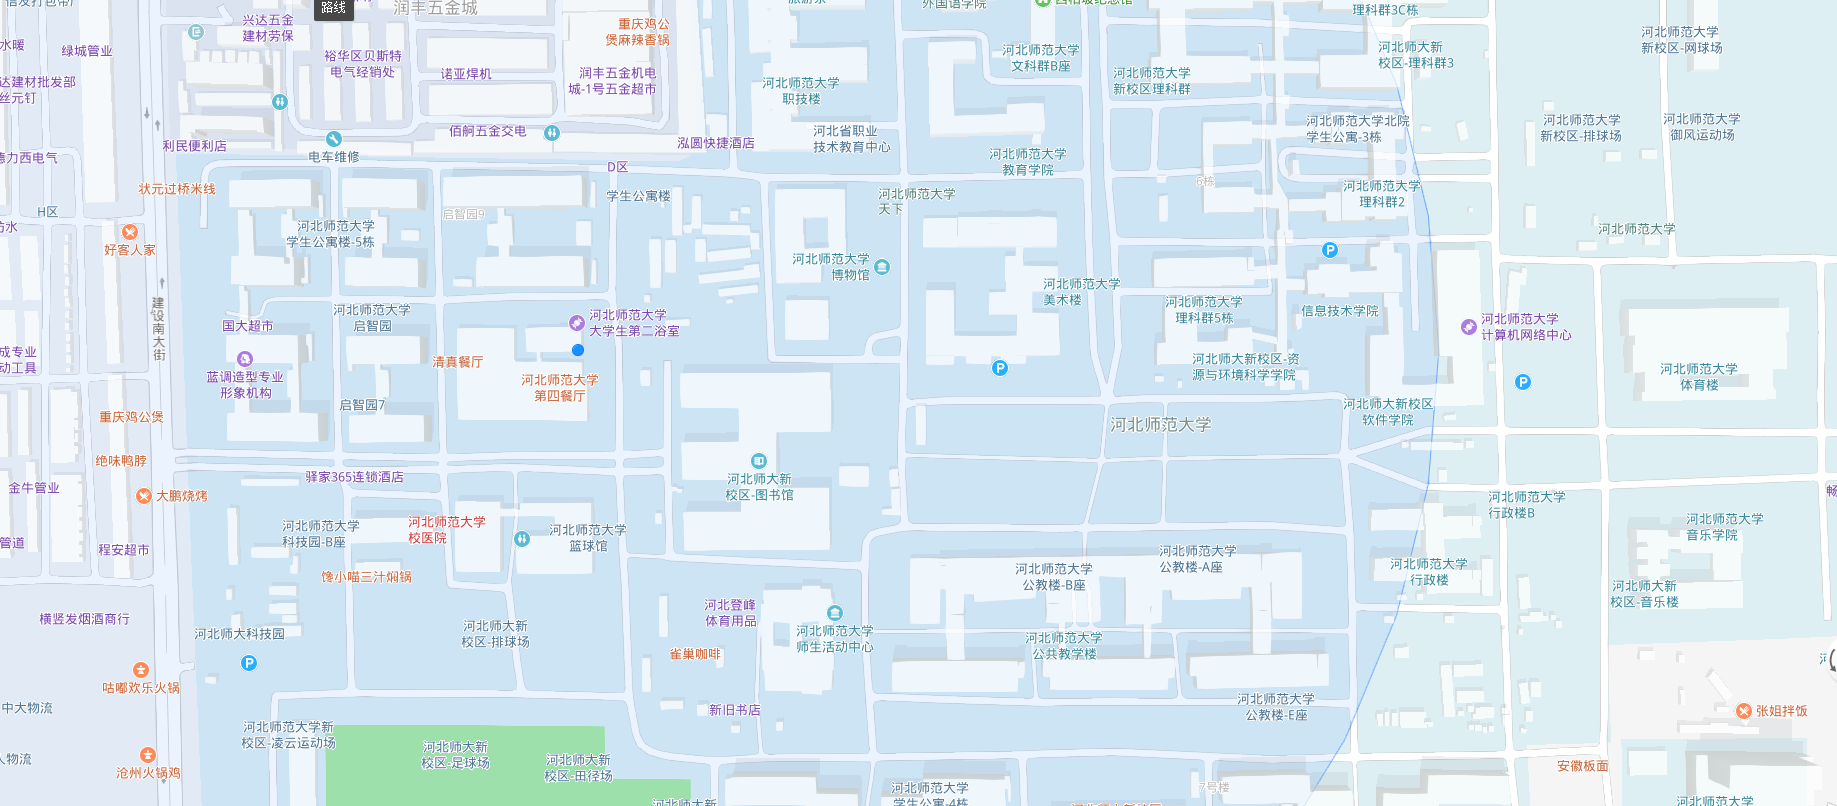 路线
润丰五金城
兴达五金
建材劳保
绿城管业
水暖
达建材批发部
丝元钉
裕华区贝斯特
电气经销处
诺亚焊机
重庆鸡公
煲麻辣香锅
润丰五金机电
城-1号五金超市
佰舸五金交电
泓圆快捷酒店
利民便利店
电车维修
德力西电气
状元过桥米线
H区
防水
好客人家
D区
学生公寓楼
启智园9
河北师范大学
学生公寓楼-5栋
外国语学院
河北师范大学
文科群B座
河北师范大学
职技楼
河北省职业
技术教育中心
河北师范大学
教育学院
河北师范大学
天下
河北师范大学
博物馆
河北师范大学
美术楼
理科群3C栋
河北师大新
校区-理科群3
河北师范大学
新校区理科群
河北师范大学北院
学生公寓-3栋
6栋
河北师范大学
理科群2
河北师范大学
新校区-网球场
河北师范大学
新校区-排球场
河北师范大学
御风运动场
河北师范大学
建设南大街
河北师范大学
启智园
国大超市
蓝调造型专业
形象机构
启智园7
清真餐厅
河北师范大学
大学生第二浴室
河北师范大学
第四餐厅
成专业
动工具
重庆鸡公煲
绝味鸭脖
金牛管业
大鹏烧烤
管道
程安超市
驿家365连锁酒店
河北师范大学
理科群5栋
信息技术学院
河北师大新校区-资
源与环境科学学院
河北师范大学
计算机网络中心
河北师范大学
体育楼
河北师大新校区
软件学院
河北师范大学
河北师大新
校区-图书馆
河北师范大学
科技园-B座
河北师范大学
校医院
河北师范大学
篮球馆
馋小喵三汁焖锅
河北师范大学
行政楼B
河北师范大学
音乐学院
河北师范大学
行政楼
河北师大新
校区-音乐楼
河北师范大学
公教楼-B座
河北师范大学
公教楼-A座
河北师范大学
公共教学楼
河北师范大学
公教楼-E座
横竖发烟酒商行
河北师大科技园
咕嘟欢乐火锅
中大物流
沧州火锅鸡
人物流
河北师大新
校区-排球场
河北登峰
体育用品
河北师范大学
师生活动中心
雀巢咖啡
新旧书店
河北师范大学新
校区-凌云运动场
河北师大新
校区-足球场
河北师大新
校区-田径场
河北师大新
河北师范大学
学生公寓-4栋
7号楼
张姐拌饭
安徽板面
河北师范大学
畅